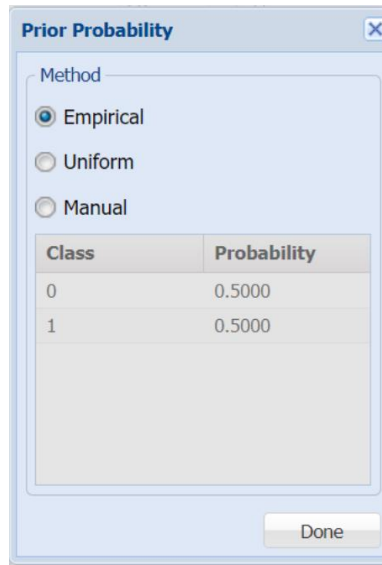 Prior Probability
Method
Empirical
Uniform
Manual
Class Probability
0 0.5000
1 0.5000
Done